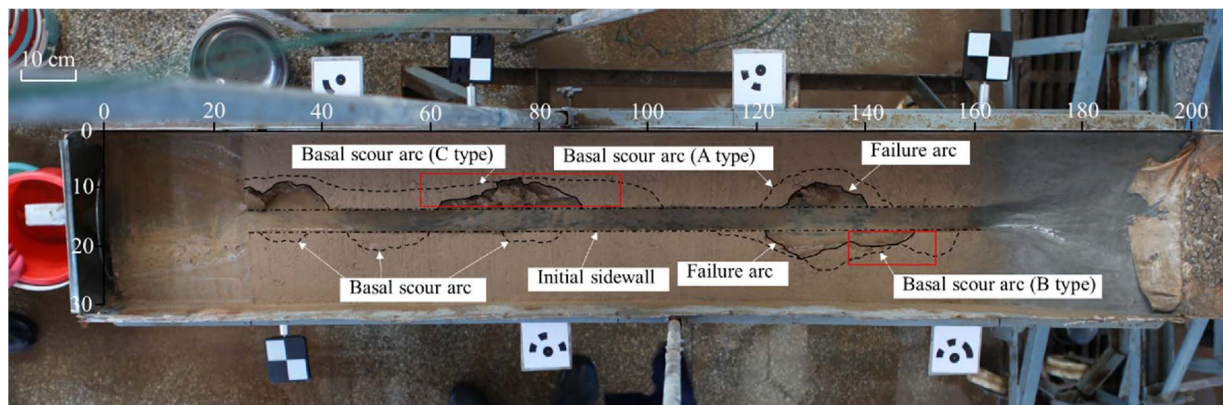 10 cm
0 20 40 60 80 100 120 140 160 180 200
0
10
20
30
Basal scour arc (C type)
Basal scour arc (A type)
Failure arc
Basal scour arc
Initial sidewall
Failure arc
Basal scour arc (B type)